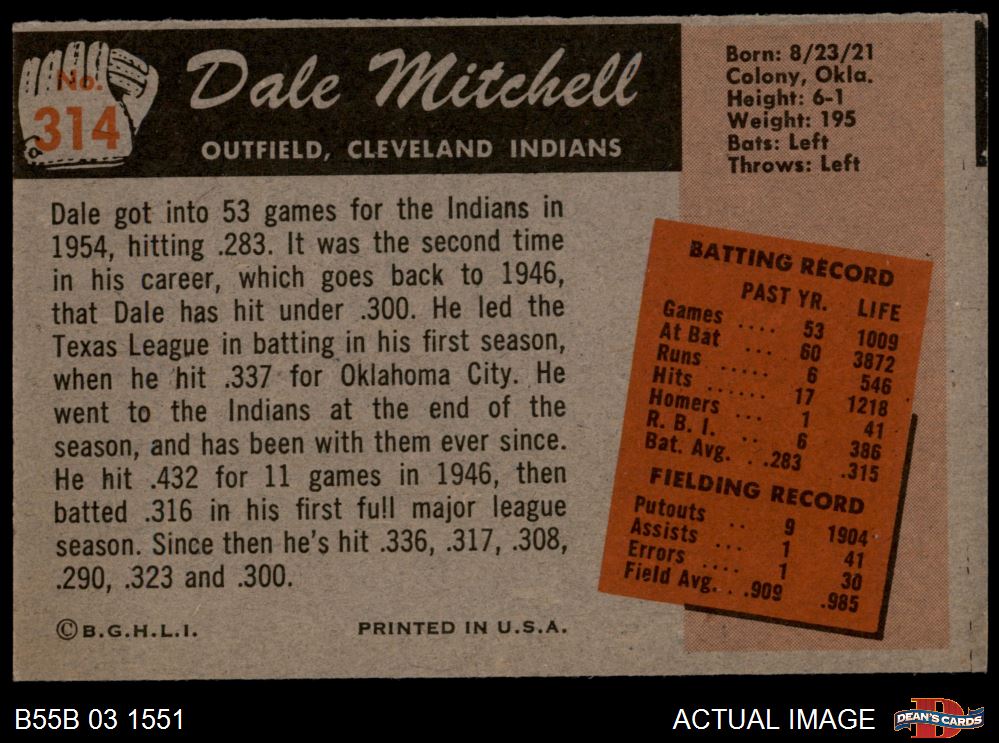 No.
314
Dale Mitchell
OUTFIELD, CLEVELAND INDIANS
Born: 8/23/21
Colony, Okla.
Height: 6-1
Weight: 195
Bats: Left
Throws: Left
Dale got into 53 games for the Indians in
1954, hitting .283. It was the second time
in his career, which goes back to 1946,
that Dale has hit under .300. He led the
Texas League in batting in his first season,
when he hit .337 for Oklahoma City. He
went to the Indians at the end of the
season, and has been with them ever since.
He hit .432 for 11 games in 1946, then
batted .316 in his first full major league
season. Since then he's hit .336, .317, .308,
.290, .323 and .300.
BATTING RECORD
PAST YR. LIFE
Games .... 53 1009
At Bat ... 60 3872
Runs 6 546
Hits ...... 17 1218
Homers ... 1 41
R. B. I. .. 6 386
Bat. Avg. . .283 .315
FIELDING RECORD
Putouts .. 9 1904
Assists ... 1 41
Errors .... 1 30
Field Avg. . .909 .985
©B.G.H.L.I. PRINTED IN U.S.A.
B55B 03 1551 ACTUAL IMAGE DEAN'S CARDS